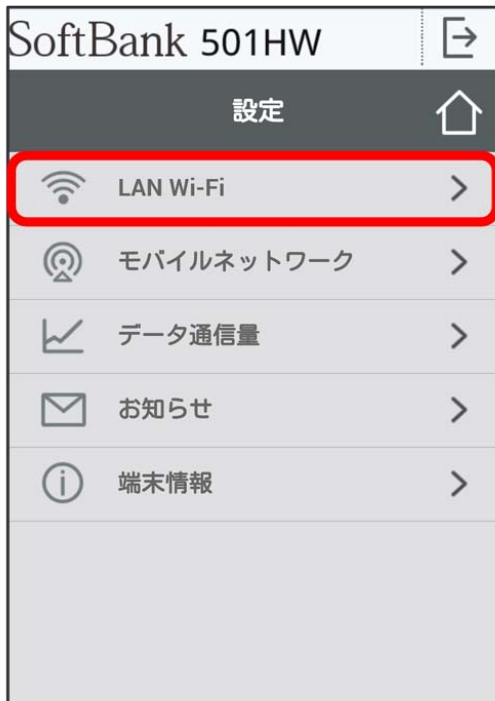 SoftBank 501HW
設定
LAN Wi-Fi
モバイルネットワーク
データ通信量
お知らせ
端末情報